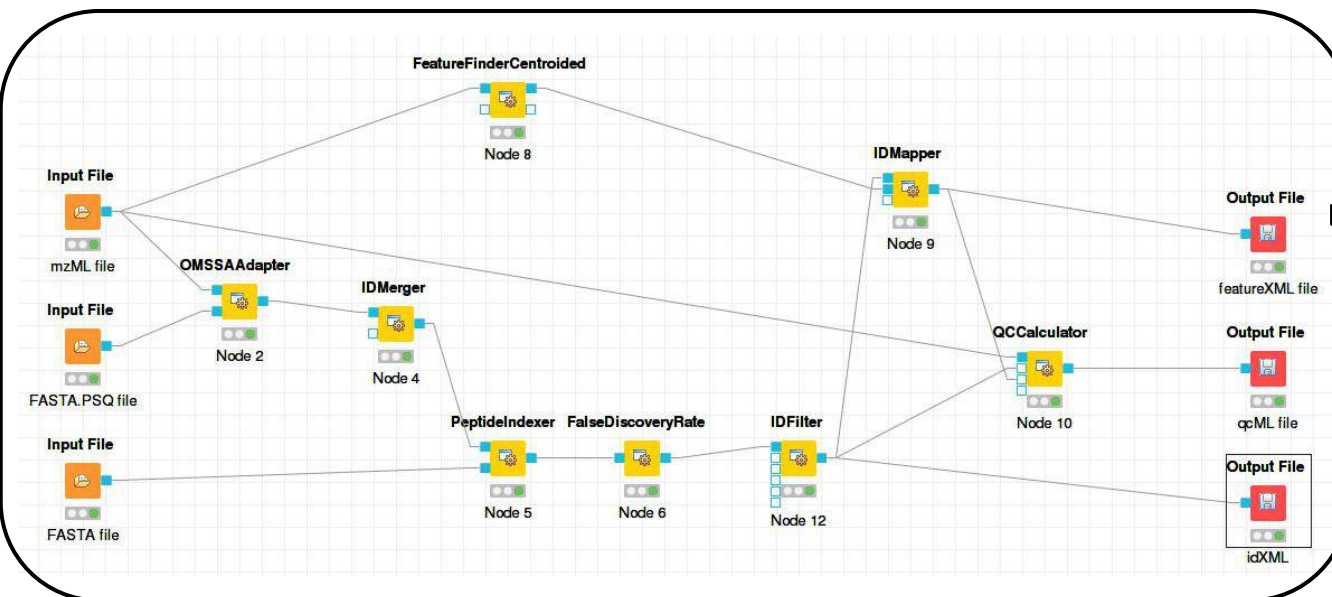 FeatureFinderCentroided
Node 8
IDMapper
Node 9
Input File
mzML file
Output File
featureXML file
OMSSAAdapter
Node 2
IDMerger
Node 4
Input File
FASTA.PSQ file
QCCalculator
Node 10
Output File
qcML file
PeptideIndexer
Node 5
FalseDiscoveryRate
Node 6
IDFilter
Node 12
Input File
FASTA file
Output File
idXML